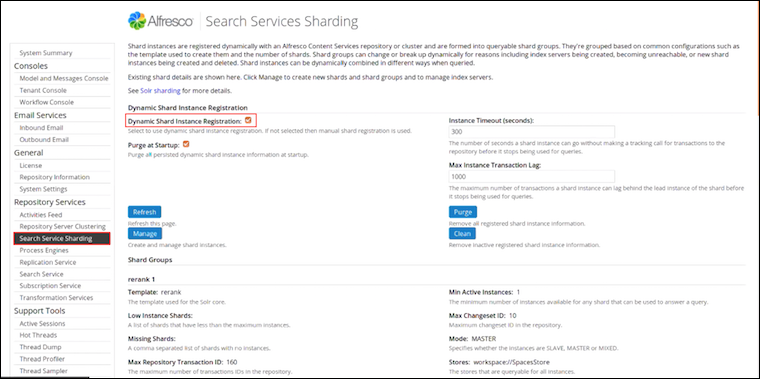 Alfresco Search Services Sharding
System Summary
Consoles
Model and Messages Console
Tenant Console
Workflow Console
Email Services
Inbound Email
Outbound Email
General
License
Repository Information
System Settings
Repository Services
Activities Feed
Repository Server Clustering
Search Service Sharding
Process Engines
Replication Service
Search Service
Subscription Service
Transformation Services
Support Tools
Active Sessions
Hot Threads
Thread Dump
Thread Profiler
Thread Sampler
Shard instances are registered dynamically with an Alfresco Content Services repository or cluster and are formed into queryable shard groups. They're grouped based on common configurations such as
the template used to create them and the number of shards. Shard groups can change or break up dynamically for reasons including index servers being created, becoming unreachable, or new shard
instances being created and deleted. Shard instances can be dynamically combined in different ways when queried.
Existing shard details are shown here. Click Manage to create new shards and shard groups and to manage index servers.
See Solr sharding for more details.
Dynamic Shard Instance Registration
Dynamic Shard Instance Registration:
Select to use dynamic shard instance registration. If not selected then manual shard registration is used.
Purge at Startup:
Purge all persisted dynamic shard instance information at startup.
Instance Timeout (seconds):
300
The number of seconds a shard instance can go without making a tracking call for transactions to the
repository before it stops being used for queries.
Max Instance Transaction Lag:
1000
The maximum number of transactions a shard instance can lag behind the lead instance of the shard before
it stops being used for queries.
Refresh
Refresh this page.
Purge
Remove all registered shard instance information.
Manage
Create and manage shard instances.
Clean
Remove inactive registered shard instance information.
Shard Groups
rerank 1
Template: rerank
The template used for the Solr core.
Min Active Instances: 1
The minimum number of instances available for any shard that can be used to answer a query.
Low Instance Shards:
A list of shards that have less than the maximum instances.
Max Changeset ID: 10
Maximum changeset ID in the repository.
Missing Shards:
A comma separated list of shards with no instances.
Mode: MASTER
Specifies whether the instances are SLAVE, MASTER or MIXED.
Max Repository Transaction ID: 160
The maximum number of transactions IDs in the repository.
Stores: workspace://SpacesStore
The stores that are queryable for all instances.